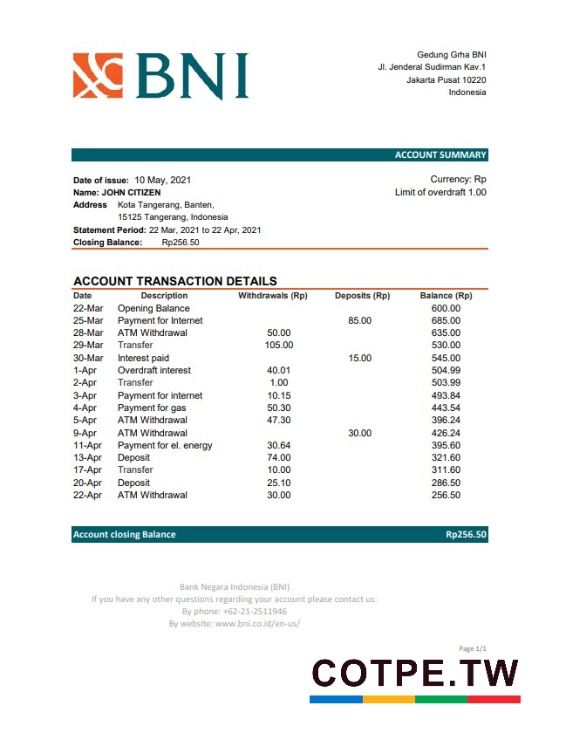 BNI
Gedung Grha BNI
Jl. Jenderal Sudirman Kav.1
Jakarta Pusat 10220
Indonesia
ACCOUNT SUMMARY
Date of issue: 10 May, 2021
Currency: Rp
Name: JOHN CITIZEN
Limit of overdraft 1.00
Address Kota Tangerang, Banten,
15125 Tangerang, Indonesia
Statement Period: 22 Mar, 2021 to 22 Apr, 2021
Closing Balance: Rp256.50
ACCOUNT TRANSACTION DETAILS
Date Description Withdrawals (Rp) Deposits (Rp) Balance (Rp)
22-Mar Opening Balance 600.00
25-Mar Payment for Internet 85.00 685.00
28-Mar ATM Withdrawal 50.00 635.00
29-Mar Transfer 105.00 530.00
30-Mar Interest paid 15.00 545.00
1-Apr Overdraft interest 40.01 504.99
2-Apr Transfer 1.00 503.99
3-Apr Payment for internet 10.15 493.84
4-Apr Payment for gas 50.30 443.54
5-Apr ATM Withdrawal 47.30 396.24
9-Apr ATM Withdrawal 30.00 426.24
11-Apr Payment for el. energy 30.64 395.60
13-Apr Deposit 74.00 321.60
17-Apr Transfer 10.00 311.60
20-Apr Deposit 25.10 286.50
22-Apr ATM Withdrawal 30.00 256.50
Account closing Balance Rp256.50
Bank Negara Indonesia (BNI)
If you have any other questions regarding your account please contact us:
By phone: +62-21-2511946
By website: www.bni.co.id/en-us/
Page 1/1
COTPE.TW